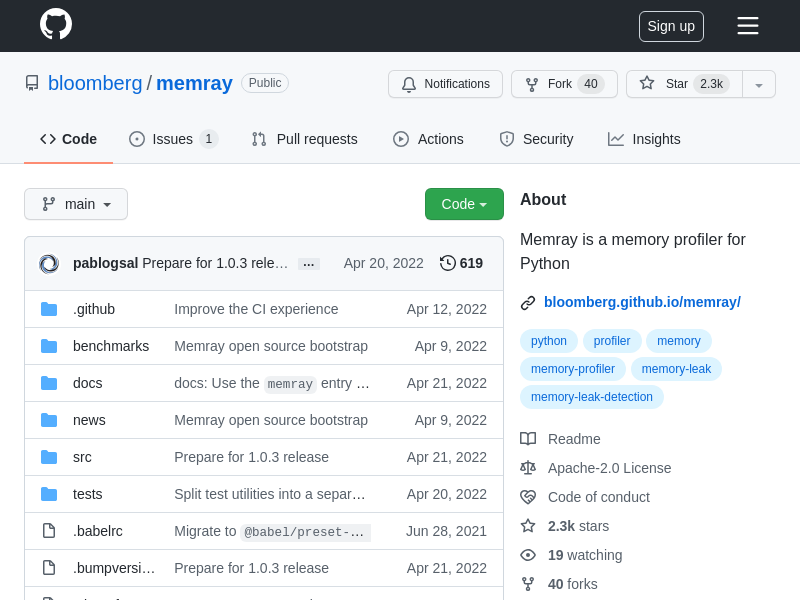 Sign up
bloomberg / memray Public
Notifications Fork 40 Star 2.3k
Code Issues 1 Pull requests Actions Security Insights
main Code
pablogsal Prepare for 1.0.3 rele… … Apr 20, 2022 619
.github Improve the CI experience Apr 12, 2022
benchmarks Memray open source bootstrap Apr 9, 2022
docs docs: Use the memray entry … Apr 21, 2022
news Memray open source bootstrap Apr 9, 2022
src Prepare for 1.0.3 release Apr 21, 2022
tests Split test utilities into a separ… Apr 20, 2022
.babelrc Migrate to @babel/preset-… Jun 28, 2021
.bumpversi… Prepare for 1.0.3 release Apr 21, 2022
About
Memray is a memory profiler for
Python
bloomberg.github.io/memray/
python profiler memory
memory-profiler memory-leak
memory-leak-detection
Readme
Apache-2.0 License
Code of conduct
2.3k stars
19 watching
40 forks